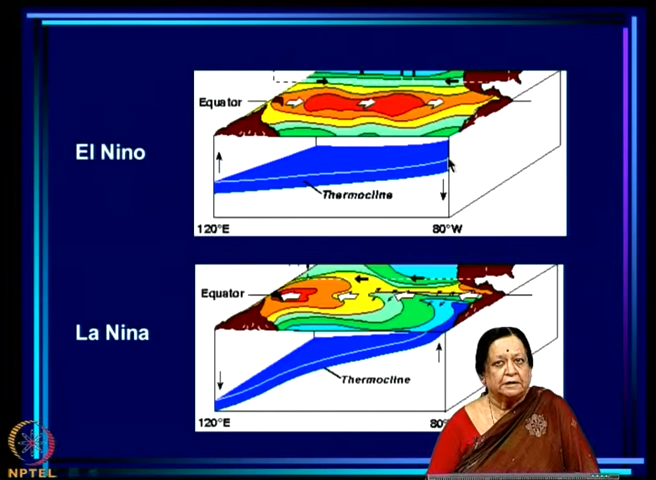 Equator
El Nino
Thermocline
120°E
80°W
Equator
La Nina
Thermocline
120°E
80°
NPTEL